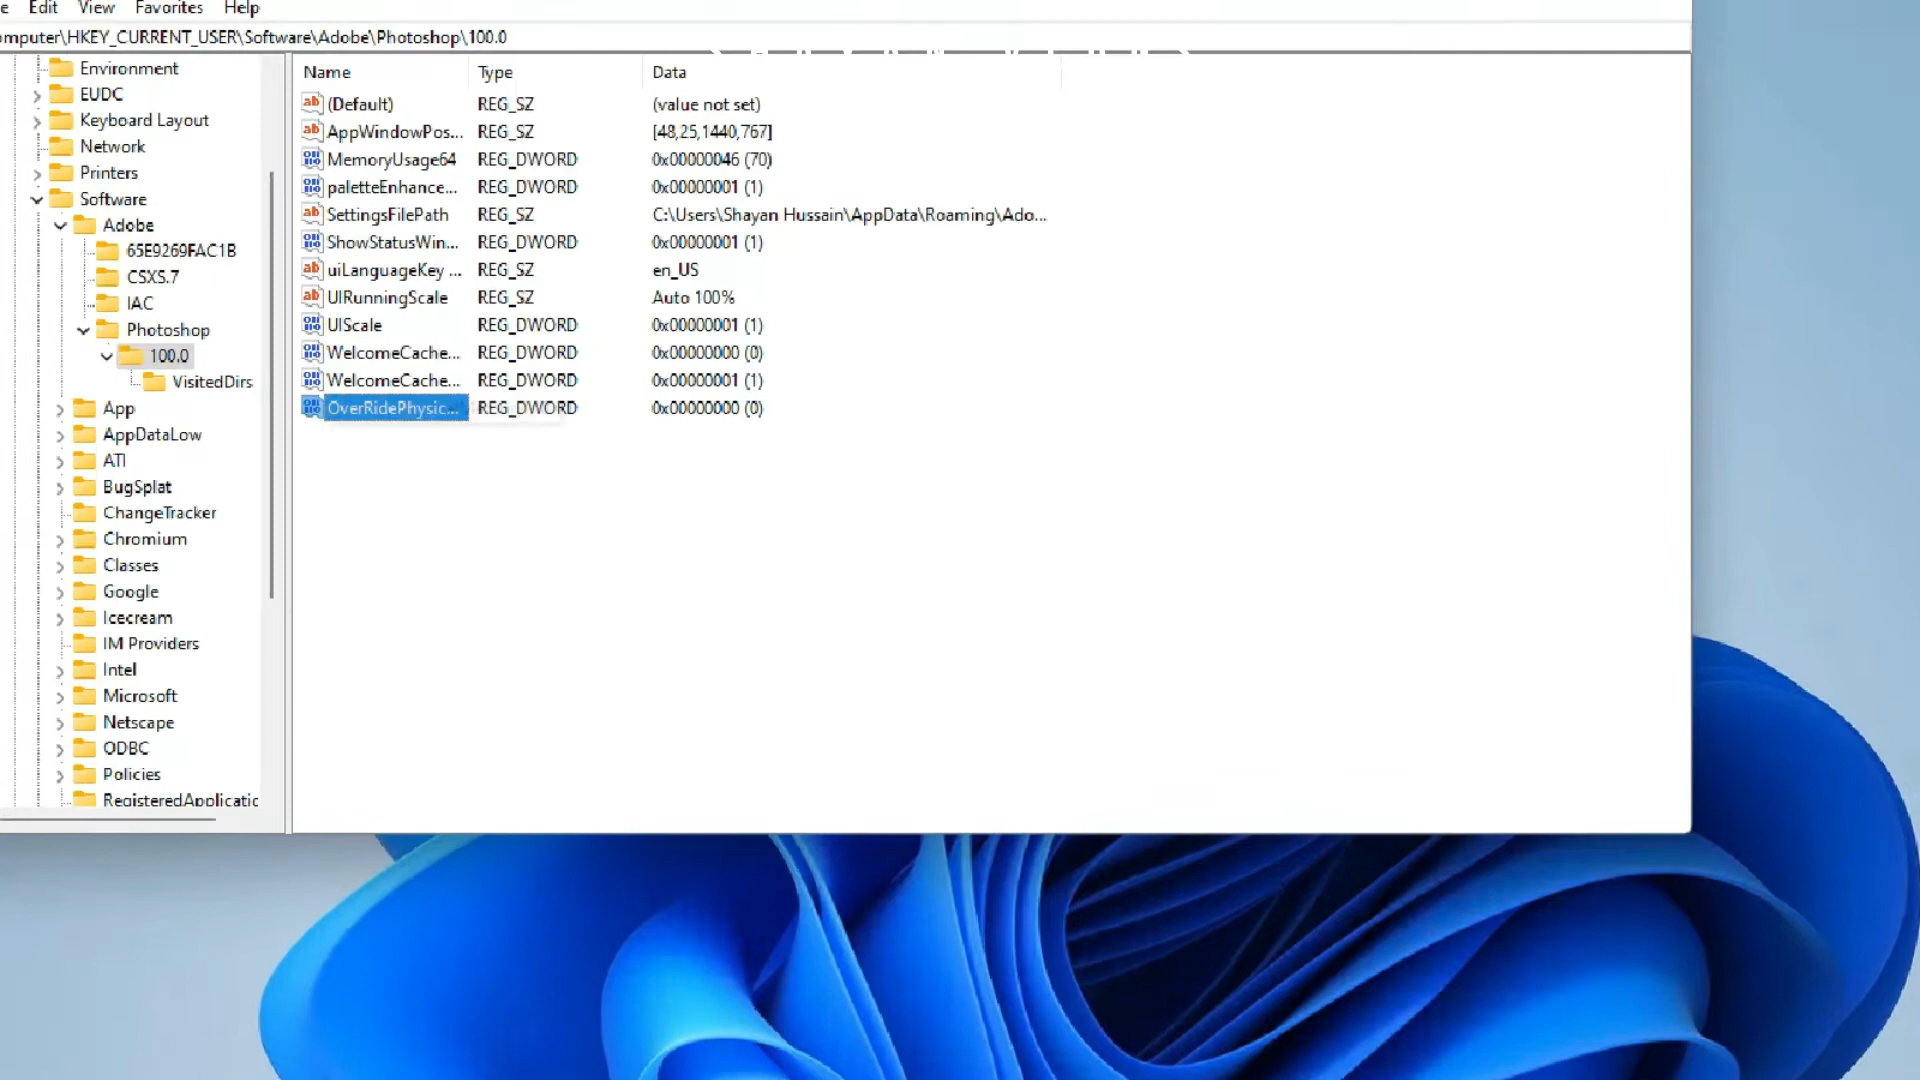 e Edit View Favorites Help
omputer\HKEY_CURRENT_USER\Software\Adobe\Photoshop\100.0
Environment
EUDC
Keyboard Layout
Network
Printers
Software
Adobe
65E9269FAC1B
CSXS.7
IAC
Photoshop
100.0
VisitedDirs
App
AppDataLow
ATI
BugSplat
ChangeTracker
Chromium
Classes
Google
Icecream
IM Providers
Intel
Microsoft
Netscape
ODBC
Policies
RegisteredApplicatic
Name Type Data
(Default) REG_SZ (value not set)
AppWindowPos... REG_SZ [48,25,1440,767]
MemoryUsage64 REG_DWORD 0x00000046 (70)
paletteEnhance... REG_DWORD 0x00000001 (1)
SettingsFilePath REG_SZ C:\Users\Shayan Hussain\AppData\Roaming\Ado...
ShowStatusWin... REG_DWORD 0x00000001 (1)
uiLanguageKey ... REG_SZ en_US
UIRunningScale REG_SZ Auto 100%
UIScale REG_DWORD 0x00000001 (1)
WelcomeCache... REG_DWORD 0x00000000 (0)
WelcomeCache... REG_DWORD 0x00000001 (1)
OverRidePhysic... REG_DWORD 0x00000000 (0)